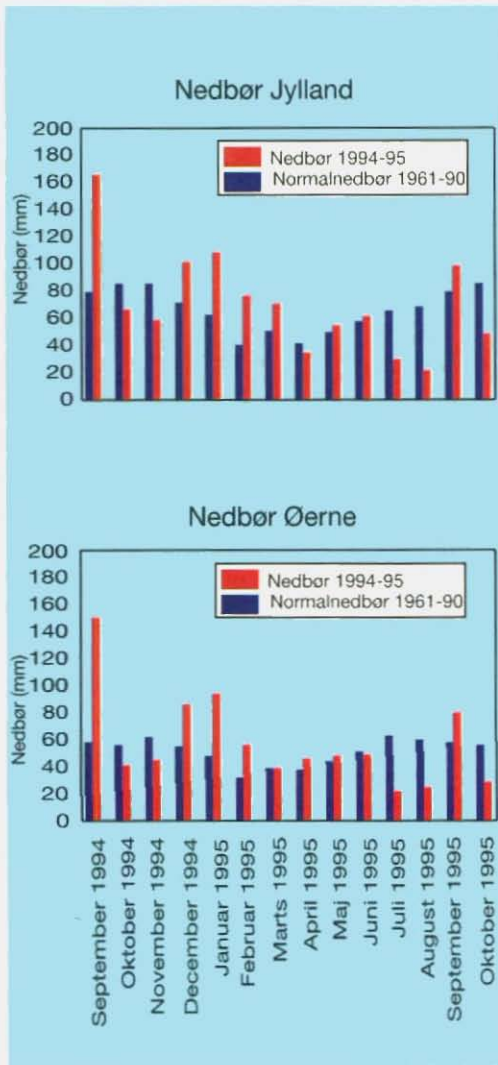 Nedbør Jylland
200
180
160
140
120
100
80
60
40
20
0
Nedbør (mm)
Nedbør 1994-95
Normalnedbør 1961-90
Nedbør Øerne
200
180
160
140
120
100
80
60
40
20
0
Nedbør (mm)
Nedbør 1994-95
Normalnedbør 1961-90
September 1994
Oktober 1994
November 1994
December 1994
Januar 1995
Februar 1995
Marts 1995
April 1995
Maj 1995
Juni 1995
Juli 1995
August 1995
September 1995
Oktober 1995